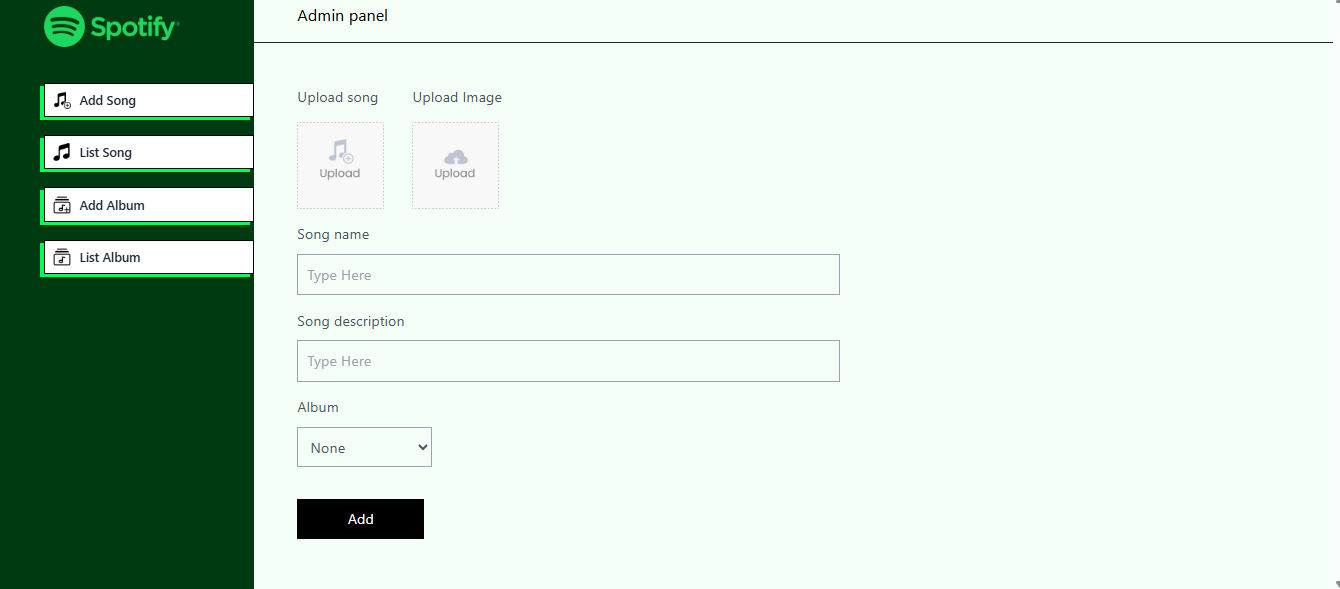 Spotify
Admin panel
Add Song
List Song
Add Album
List Album
Upload song
Upload Image
Upload
Upload
Song name
Type Here
Song description
Type Here
Album
None
Add